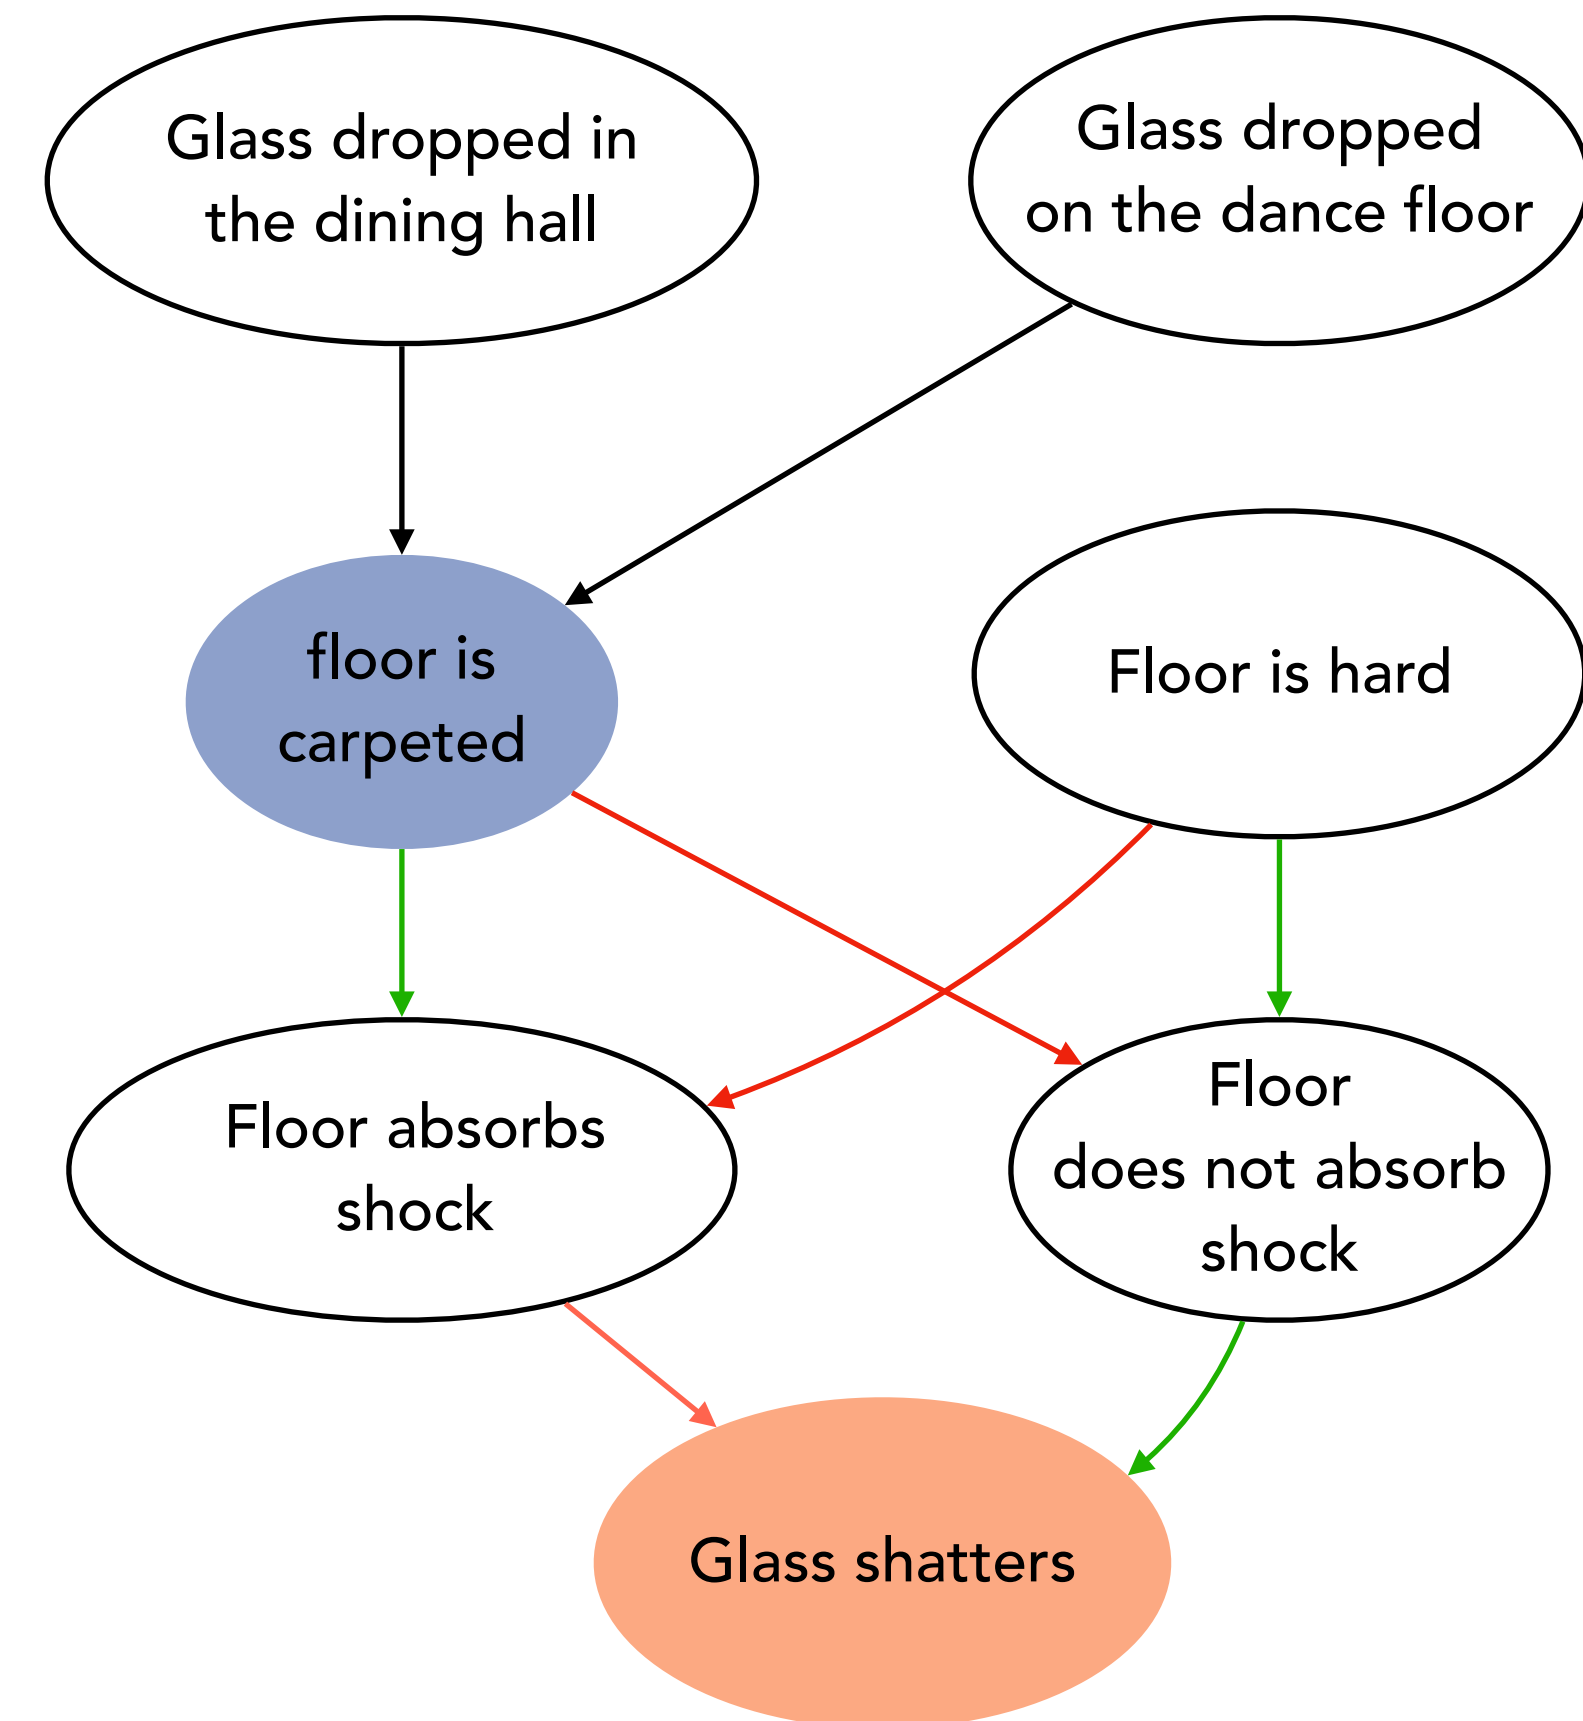 Glass dropped in
the dining hall
Glass dropped
on the dance floor
floor is
carpeted
Floor is hard
Floor absorbs
shock
Floor
does not absorb
shock
Glass shatters